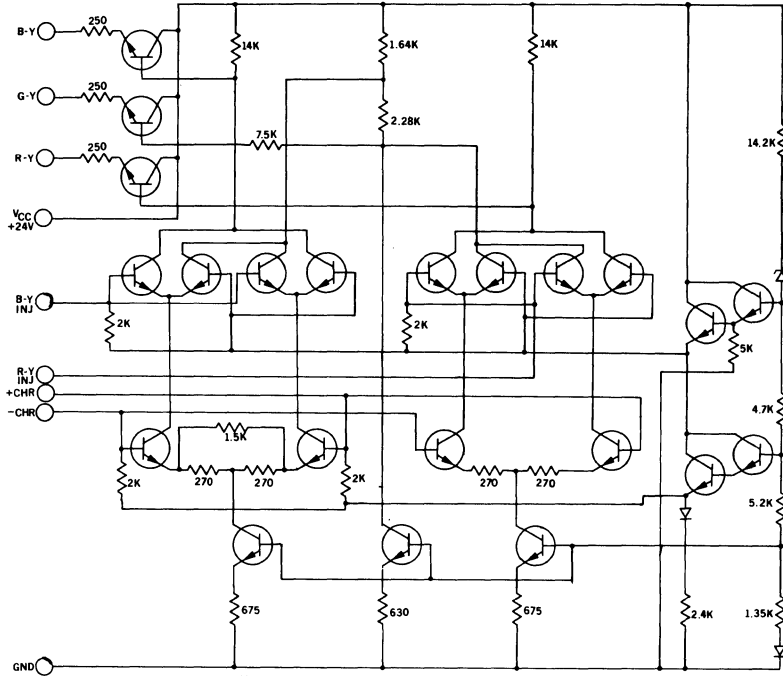 250
B-Y
14K
1.64K
14K
250
G-Y
2.28K
7.5K
14.2K
250
R-Y
VCC
+24V
B-Y
INJ
2K
2K
5K
R-Y
INJ
+CHR
-CHR
4.7K
1.5K
2K
270
270
2K
270
270
5.2K
675
630
675
2.4K
1.35K
GND